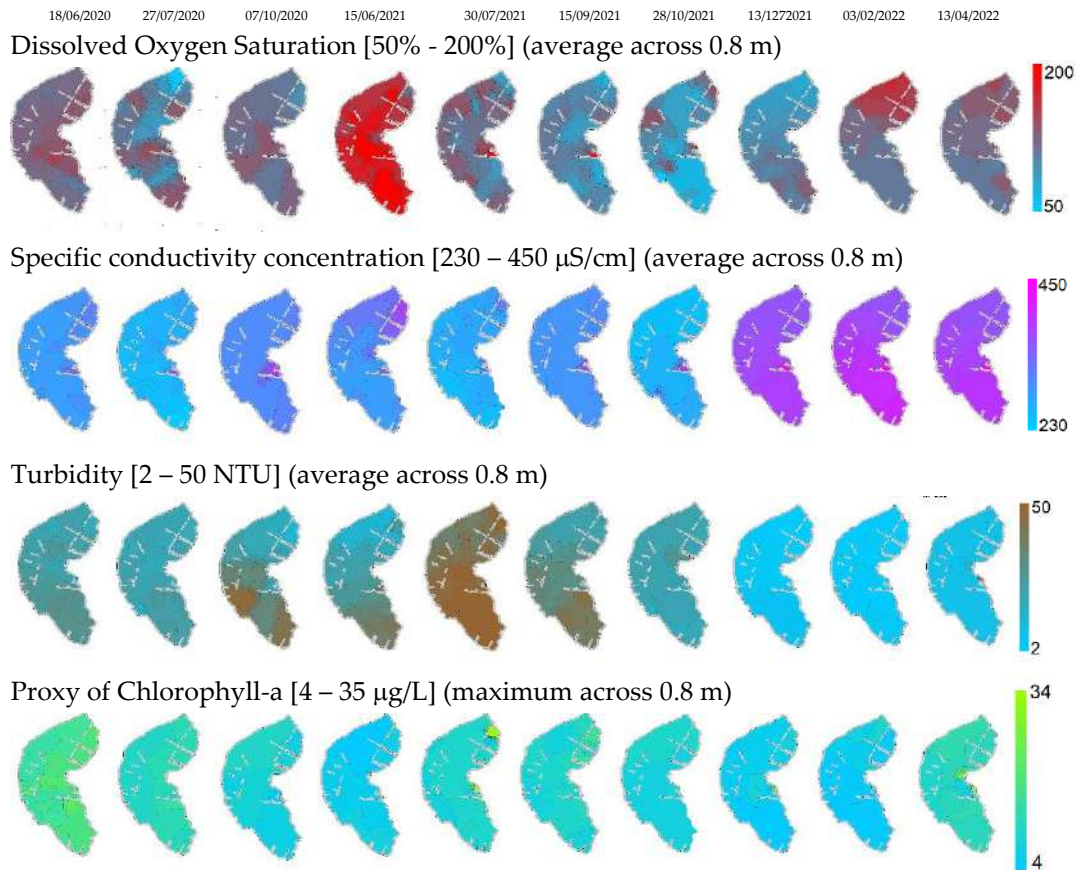 18/06/2020 27/07/2020 07/10/2020 15/06/2021 30/07/2021 15/09/2021 28/10/2021 13/1272021 03/02/2022 13/04/2022
Dissolved Oxygen Saturation [50% - 200%] (average across 0.8 m)
200
50
Specific conductivity concentration [230 – 450 μS/cm] (average across 0.8 m)
450
230
Turbidity [2 – 50 NTU] (average across 0.8 m)
50
2
Proxy of Chlorophyll-a [4 – 35 μg/L] (maximum across 0.8 m)
34
4